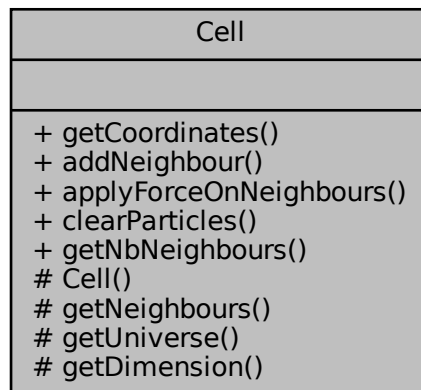 Cell
+ getCoordinates()
+ addNeighbour()
+ applyForceOnNeighbours()
+ clearParticles()
+ getNbNeighbours()
# Cell()
# getNeighbours()
# getUniverse()
# getDimension()